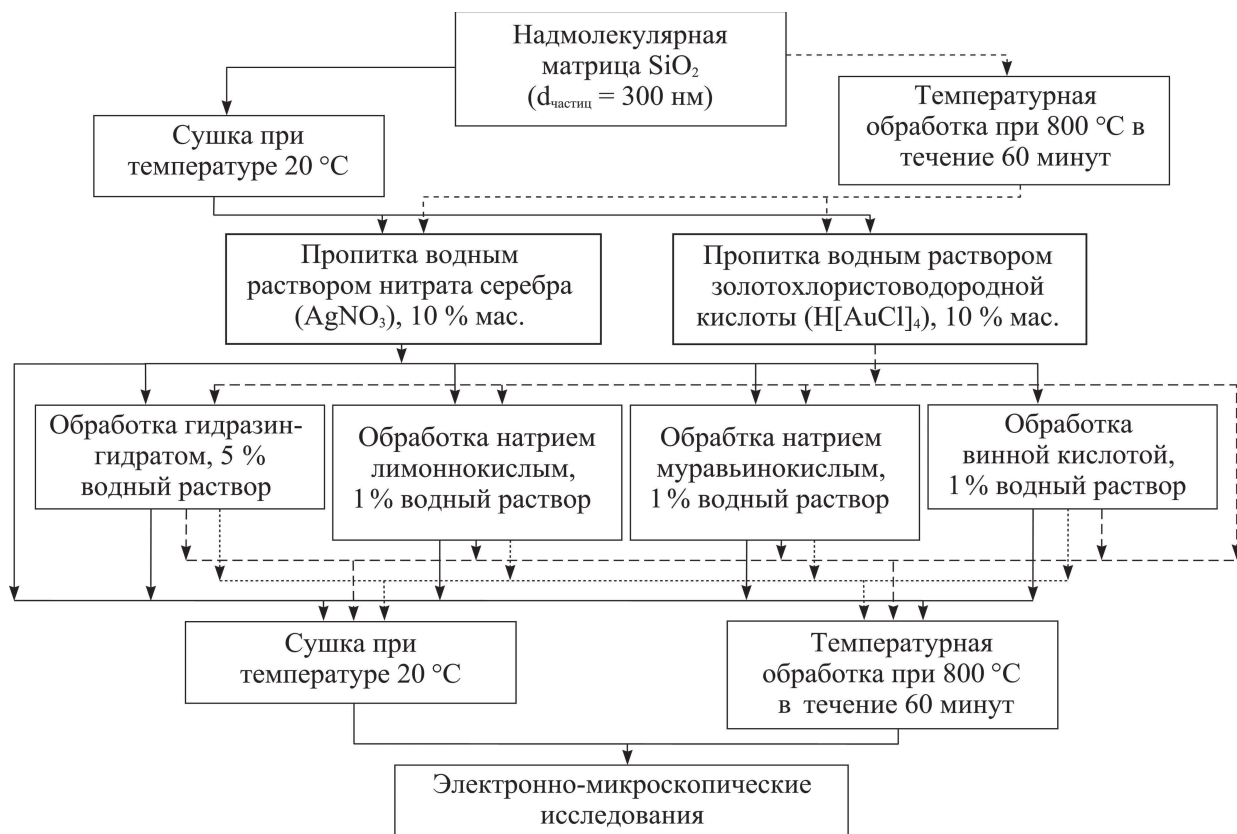 Надмолекулярная
матрица SiO₂
(dчастиц = 300 нм)
Сушка при
температуре 20 °С
Температурная
обработка при 800 °С в
течение 60 минут
Пропитка водным
раствором нитрата серебра
(AgNO₃), 10 % мас.
Пропитка водным раствором
золотохлористоводородной
кислоты (H[AuCl]₄), 10 % мас.
Обработка гидразин-
гидратом, 5 %
водный раствор
Обработка натрием
лимоннокислым,
1 % водный раствор
Обрабтка натрием
муравьинокислым,
1 % водный раствор
Обработка
винной кислотой,
1 % водный раствор
Сушка при
температуре 20 °С
Температурная
обработка при 800 °С
в течение 60 минут
Электронно-микроскопические
исследования